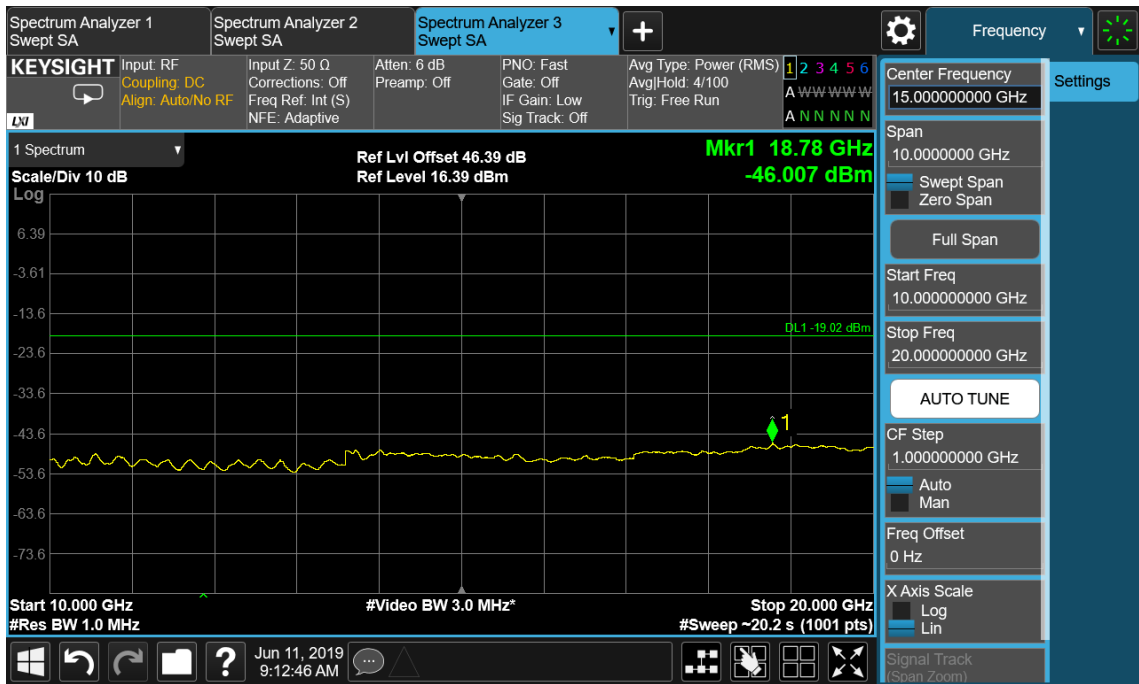 Spectrum Analyzer 1
Swept SA
Spectrum Analyzer 2
Swept SA
Spectrum Analyzer 3
Swept SA
Frequency
KEYSIGHT
LXI
Input: RF
Coupling: DC
Align: Auto/No RF
Input Z: 50 Ω
Corrections: Off
Freq Ref: Int (S)
NFE: Adaptive
Atten: 6 dB
Preamp: Off
PNO: Fast
Gate: Off
IF Gain: Low
Sig Track: Off
Avg Type: Power (RMS)
Avg|Hold: 4/100
Trig: Free Run
1 2 3 4 5 6
A W W W W W
A N N N N N
1 Spectrum
Scale/Div 10 dB
Log
Ref Lvl Offset 46.39 dB
Ref Level 16.39 dBm
Mkr1 18.78 GHz
-46.007 dBm
6.39
-3.61
-13.6
-23.6
-33.6
-43.6
-53.6
-63.6
-73.6
DL1 -19.02 dBm
1
Start 10.000 GHz
#Res BW 1.0 MHz
#Video BW 3.0 MHz*
Stop 20.000 GHz
#Sweep ~20.2 s (1001 pts)
Center Frequency
15.000000000 GHz
Span
10.0000000 GHz
Swept Span
Zero Span
Full Span
Start Freq
10.000000000 GHz
Stop Freq
20.000000000 GHz
AUTO TUNE
CF Step
1.000000000 GHz
Auto
Man
Freq Offset
0 Hz
X Axis Scale
Log
Lin
Signal Track
(Span Zoom)
Settings
?
Jun 11, 2019
9:12:46 AM